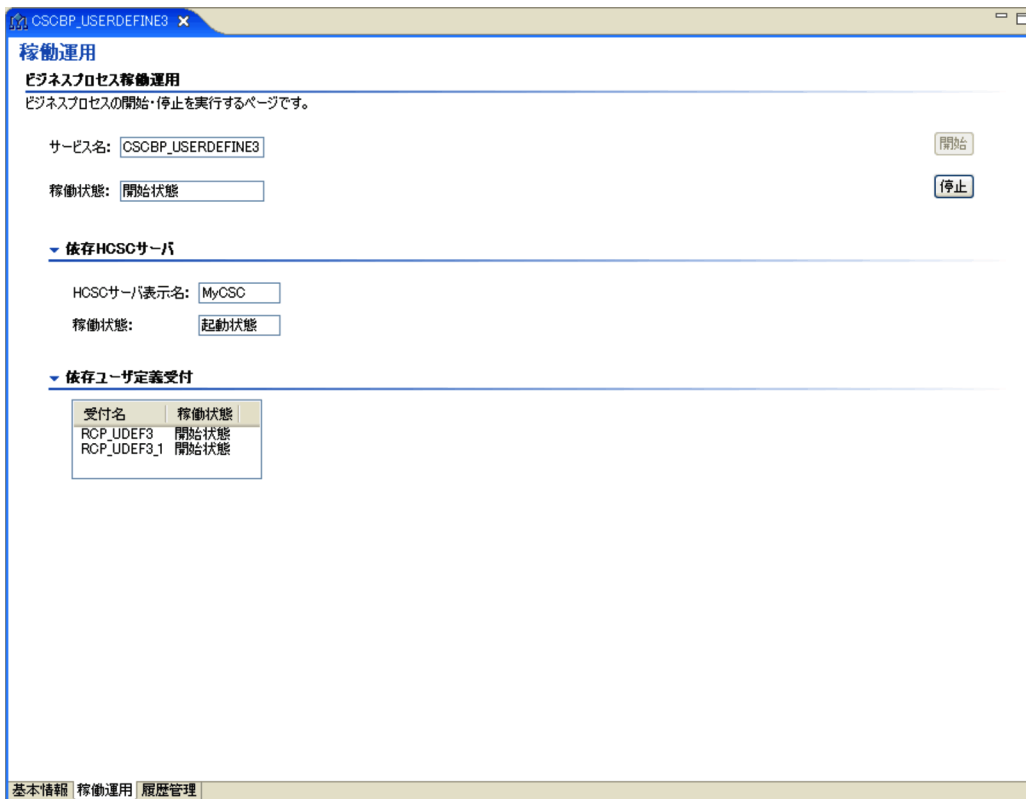 CSCBP_USERDEFINE3
稼働運用
ビジネスプロセス稼働運用
ビジネスプロセスの開始・停止を実行するページです。
サービス名: CSCBP_USERDEFINE3 開始
稼働状態: 開始状態 停止
依存HCSCサーバ
HCSCサーバ表示名: MyCSC
稼働状態: 起動状態
依存ユーザ定義受付
受付名 稼働状態
RCP_UDEF3 開始状態
RCP_UDEF3_1 開始状態
基本情報 稼働運用 履歴管理